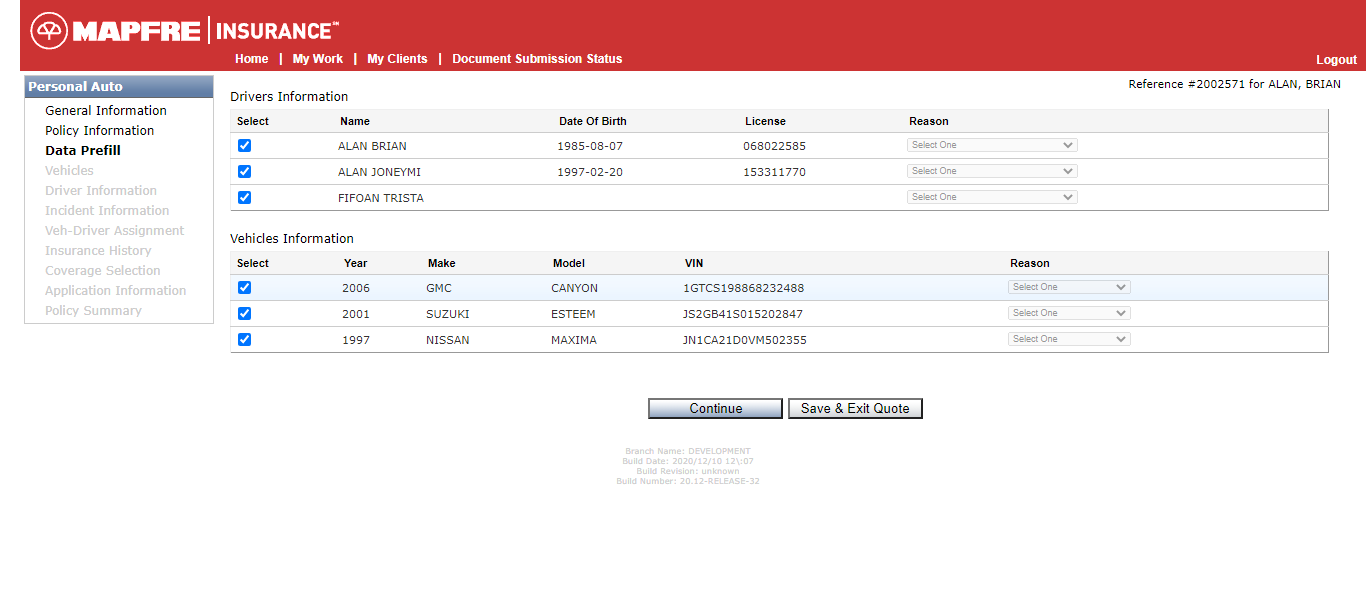 MAPFRE | INSURANCE℠
Home | My Work | My Clients | Document Submission Status
Logout
Personal Auto
General Information
Policy Information
Data Prefill
Vehicles
Driver Information
Incident Information
Veh-Driver Assignment
Insurance History
Coverage Selection
Application Information
Policy Summary
Reference #2002571 for ALAN, BRIAN
Drivers Information
Select Name Date Of Birth License Reason
ALAN BRIAN 1985-08-07 068022585 Select One
ALAN JONEYMI 1997-02-20 153311770 Select One
FIFOAN TRISTA Select One
Vehicles Information
Select Year Make Model VIN Reason
2006 GMC CANYON 1GTCS198868232488 Select One
2001 SUZUKI ESTEEM JS2GB41S015202847 Select One
1997 NISSAN MAXIMA JN1CA21D0VM502355 Select One
Continue Save & Exit Quote
Branch Name: DEVELOPMENT
Build Date: 2020/12/10 12\:07
Build Revision: unknown
Build Number: 20.12-RELEASE-32